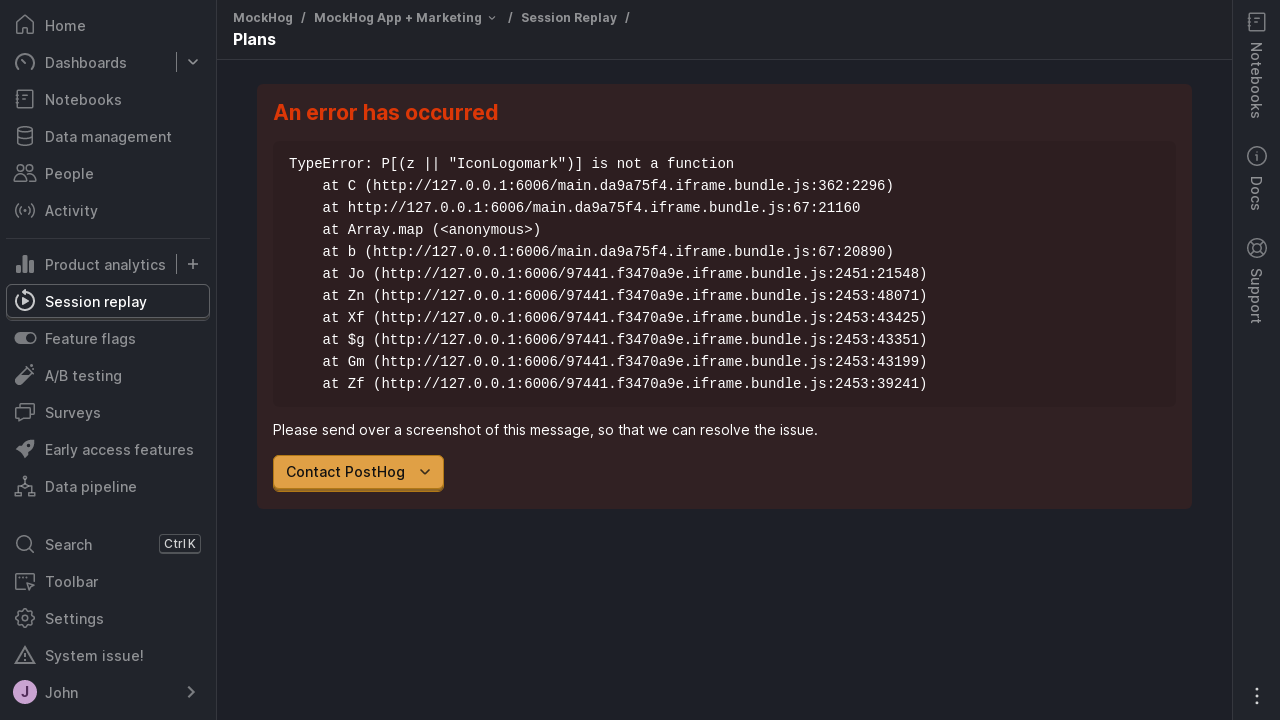 Home
Dashboards
Notebooks
Data management
People
Activity
Product analytics
Session replay
Feature flags
A/B testing
Surveys
Early access features
Data pipeline
Search Ctrl K
Toolbar
Settings
System issue!
J John
MockHog / MockHog App + Marketing / Session Replay /
Plans
An error has occurred
TypeError: P[(z || "IconLogomark")] is not a function
    at C (http://127.0.0.1:6006/main.da9a75f4.iframe.bundle.js:362:2296)
    at http://127.0.0.1:6006/main.da9a75f4.iframe.bundle.js:67:21160
    at Array.map (<anonymous>)
    at b (http://127.0.0.1:6006/main.da9a75f4.iframe.bundle.js:67:20890)
    at Jo (http://127.0.0.1:6006/97441.f3470a9e.iframe.bundle.js:2451:21548)
    at Zn (http://127.0.0.1:6006/97441.f3470a9e.iframe.bundle.js:2453:48071)
    at Xf (http://127.0.0.1:6006/97441.f3470a9e.iframe.bundle.js:2453:43425)
    at $g (http://127.0.0.1:6006/97441.f3470a9e.iframe.bundle.js:2453:43351)
    at Gm (http://127.0.0.1:6006/97441.f3470a9e.iframe.bundle.js:2453:43199)
    at Zf (http://127.0.0.1:6006/97441.f3470a9e.iframe.bundle.js:2453:39241)
Please send over a screenshot of this message, so that we can resolve the issue.
Contact PostHog
Notebooks
Docs
Support